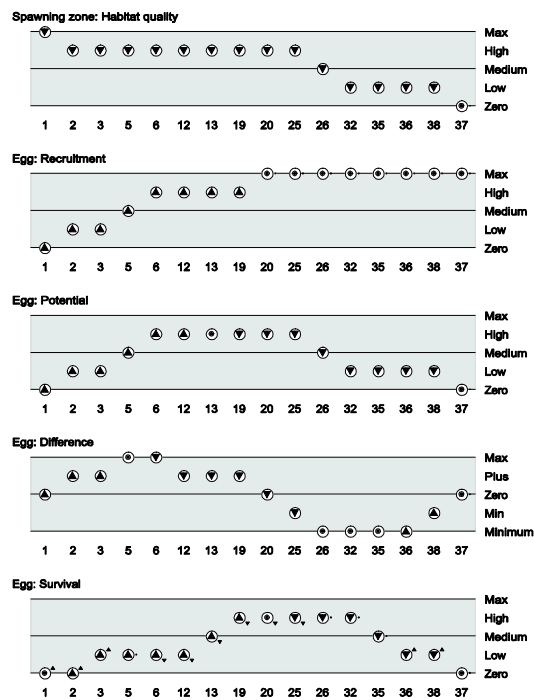 Spawning zone: Habitat quality
Max
High
Medium
Low
Zero
1 2 3 5 6 12 13 19 20 25 26 32 35 36 38 37
Egg: Recruitment
Max
High
Medium
Low
Zero
1 2 3 5 6 12 13 19 20 25 26 32 35 36 38 37
Egg: Potential
Max
High
Medium
Low
Zero
1 2 3 5 6 12 13 19 20 25 26 32 35 36 38 37
Egg: Difference
Max
Plus
Zero
Min
Minimum
1 2 3 5 6 12 13 19 20 25 26 32 35 36 38 37
Egg: Survival
Max
High
Medium
Low
Zero
1 2 3 5 6 12 13 19 20 25 26 32 35 36 38 37